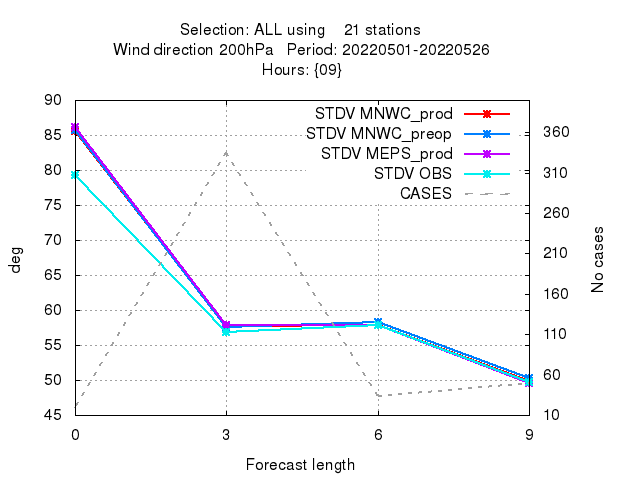 Selection: ALL using    21 stations
Wind direction 200hPa   Period: 20220501-20220526
Hours: {09}
STDV MNWC_prod
STDV MNWC_preop
STDV MEPS_prod
STDV OBS
CASES
90
85
80
75
70
65
60
55
50
45
deg
360
310
260
210
160
110
60
10
No cases
0 3 6 9
Forecast length